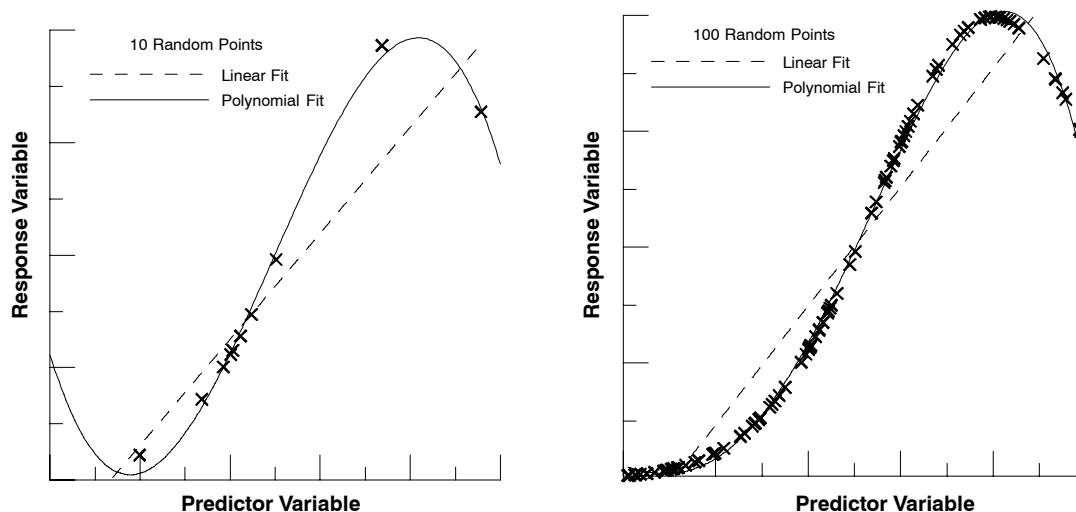 10 Random Points
Linear Fit
Polynomial Fit
Response Variable
Predictor Variable
100 Random Points
Linear Fit
Polynomial Fit
Response Variable
Predictor Variable